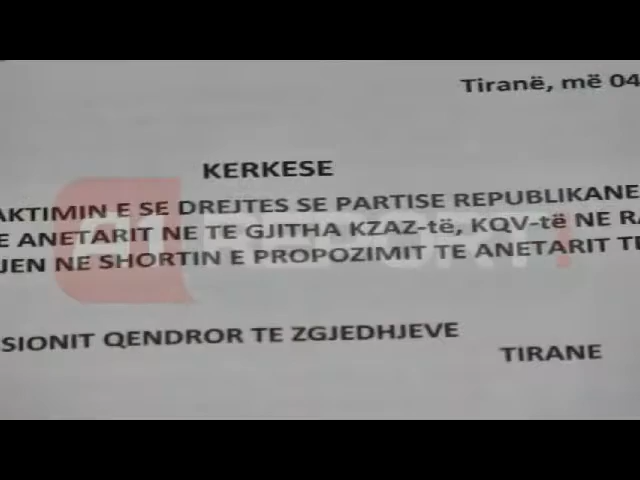 Tiranë, më 04
KERKESE
AKTIMIN E SE DREJTES SE PARTISE REPUBLIKANE
E ANETARIT NE TE GJITHA KZAZ-të, KQV-të NE RA
JEN NE SHORTIN E PROPOZIMIT TE ANETARIT TE
SIONIT QENDROR TE ZGJEDHJEVE
TIRANE